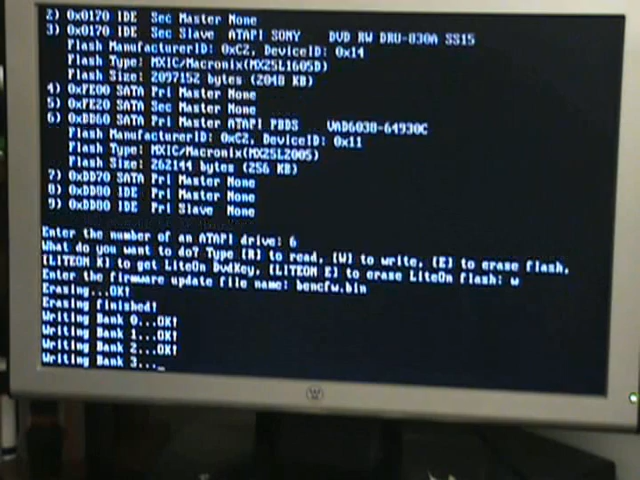 2) 0x0170 IDE Sec Master None
3) 0x0170 IDE Sec Slave ATAPI SONY DVD RW DRU-830A SS15
Flash ManufacturerID: 0xC2, DeviceID: 0x14
Flash Type: MXIC/Macronix(MX25L1605D)
Flash Size: 2097152 bytes (2048 KB)
4) 0xFE00 SATA Pri Master None
5) 0xFE20 SATA Sec Master None
6) 0xDD60 SATA Pri Master ATAPI PBDS VAD6038-64930C
Flash ManufacturerID: 0xC2, DeviceID: 0x11
Flash Type: MXIC/Macronix(MX25L2005)
Flash Size: 262144 bytes (256 KB)
7) 0xDD70 SATA Pri Master None
8) 0xDD00 IDE Pri Master None
9) 0xDD00 IDE Pri Slave None
Enter the number of an ATAPI drive: 6
What do you want to do? Type [R] to read, [W] to write, [E] to erase flash,
[LITEON K] to get LiteOn DvdKey, [LITEON E] to erase LiteOn flash: w
Enter the firmware update file name: bencfw.bin
Erasing...OK!
Erasing finished!
Writing Bank 0...OK!
Writing Bank 1...OK!
Writing Bank 2...OK!
Writing Bank 3..._
W